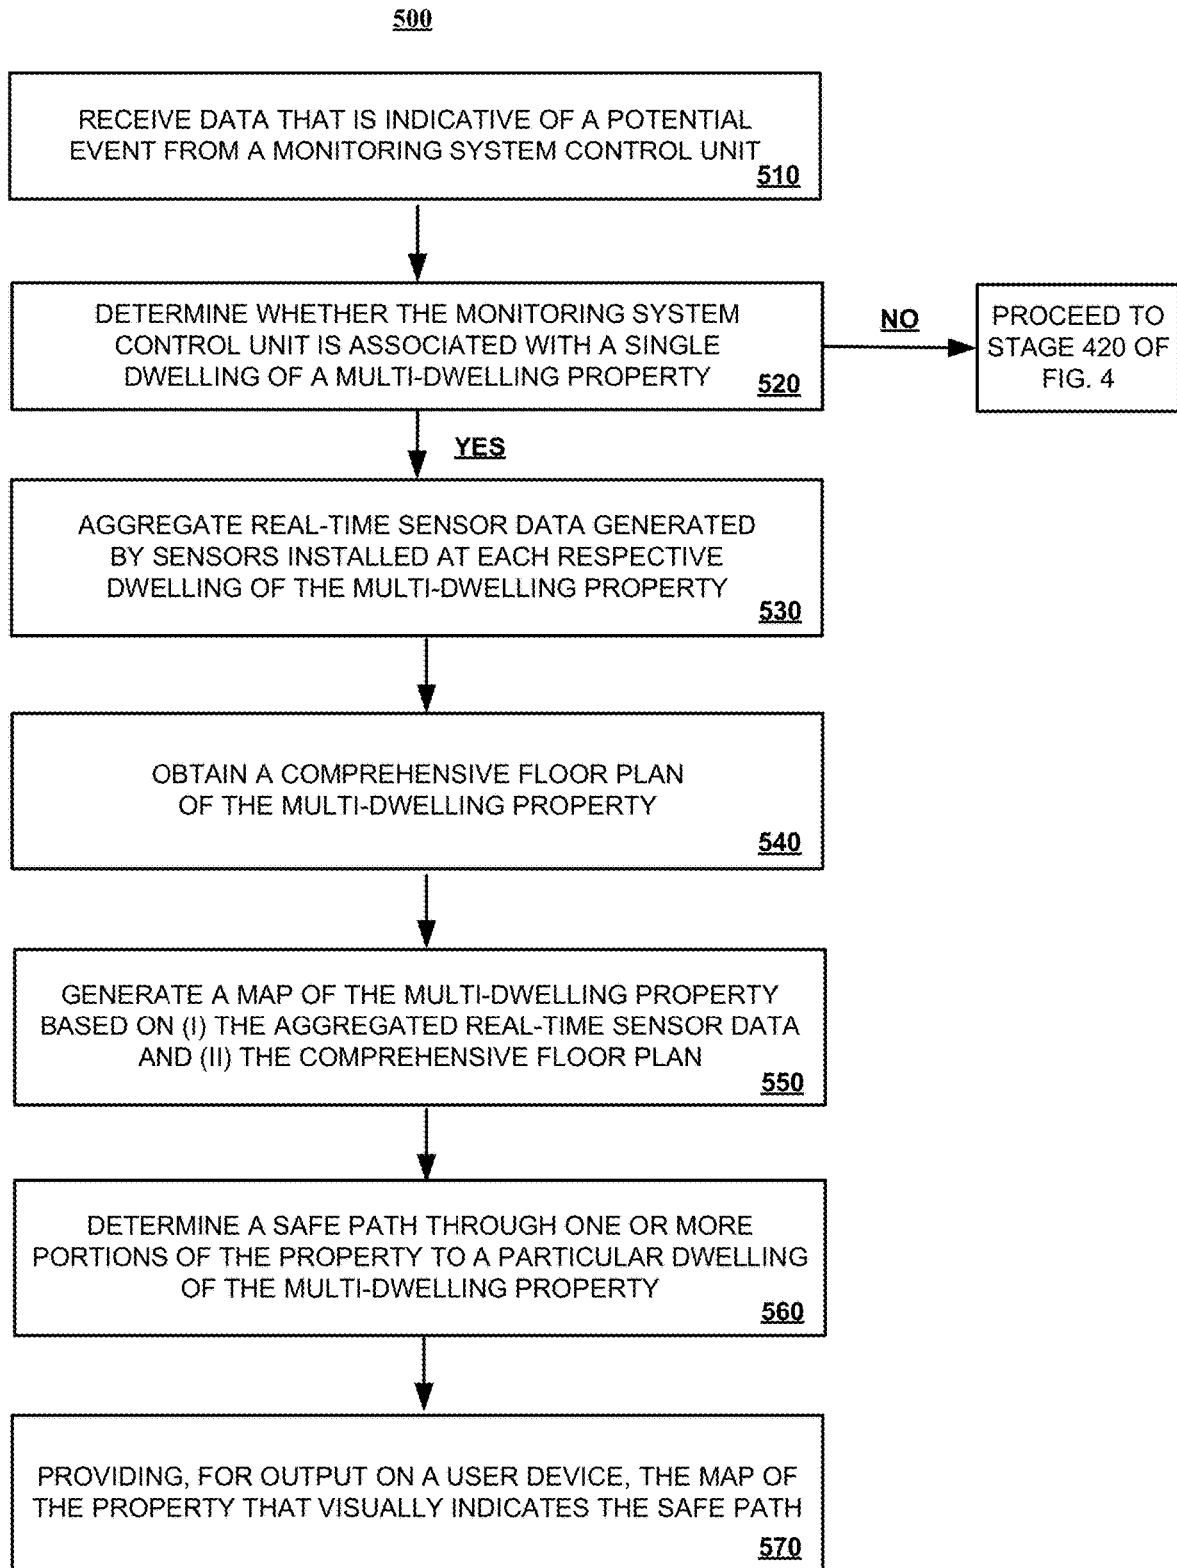 500
RECEIVE DATA THAT IS INDICATIVE OF A POTENTIAL
EVENT FROM A MONITORING SYSTEM CONTROL UNIT
510
DETERMINE WHETHER THE MONITORING SYSTEM
CONTROL UNIT IS ASSOCIATED WITH A SINGLE
DWELLING OF A MULTI-DWELLING PROPERTY
520
NO
PROCEED TO
STAGE 420 OF
FIG. 4
YES
AGGREGATE REAL-TIME SENSOR DATA GENERATED
BY SENSORS INSTALLED AT EACH RESPECTIVE
DWELLING OF THE MULTI-DWELLING PROPERTY
530
OBTAIN A COMPREHENSIVE FLOOR PLAN
OF THE MULTI-DWELLING PROPERTY
540
GENERATE A MAP OF THE MULTI-DWELLING PROPERTY
BASED ON (I) THE AGGREGATED REAL-TIME SENSOR DATA
AND (II) THE COMPREHENSIVE FLOOR PLAN
550
DETERMINE A SAFE PATH THROUGH ONE OR MORE
PORTIONS OF THE PROPERTY TO A PARTICULAR DWELLING
OF THE MULTI-DWELLING PROPERTY
560
PROVIDING, FOR OUTPUT ON A USER DEVICE, THE MAP OF
THE PROPERTY THAT VISUALLY INDICATES THE SAFE PATH
570